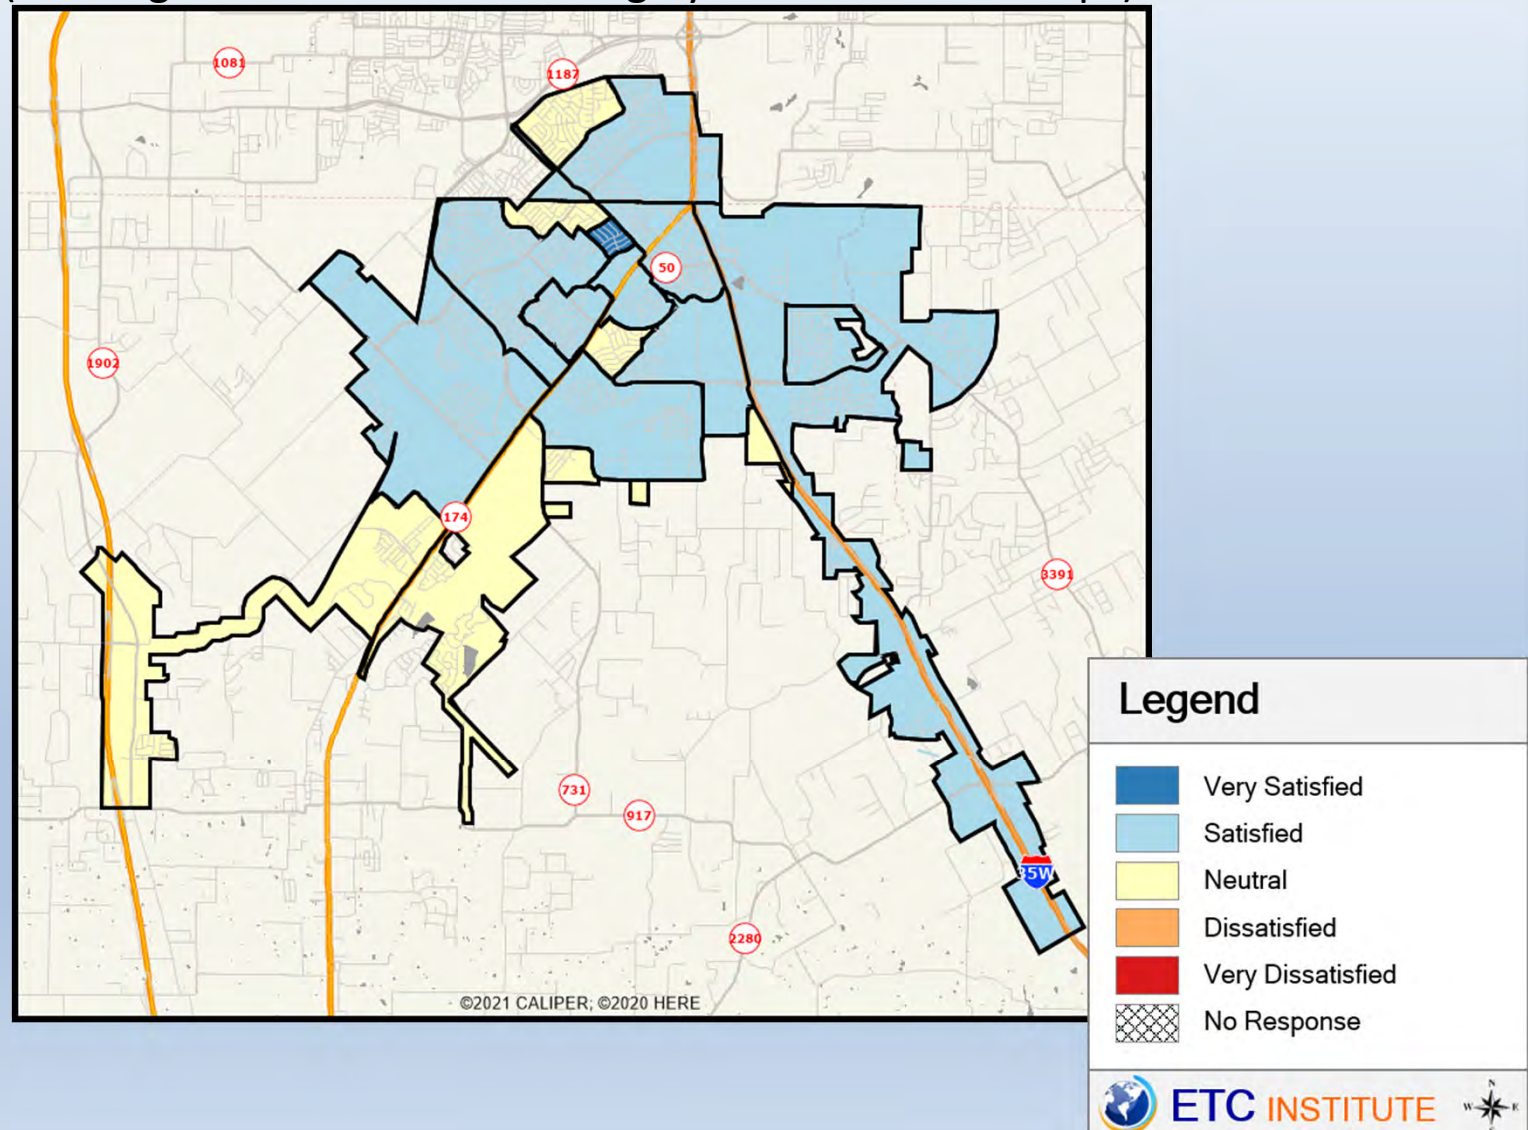 1081
1187
50
1902
174
3391
731
917
35W
2280
©2021 CALIPER; ©2020 HERE
Legend
Very Satisfied
Satisfied
Neutral
Dissatisfied
Very Dissatisfied
No Response
ETC INSTITUTE
N
W E